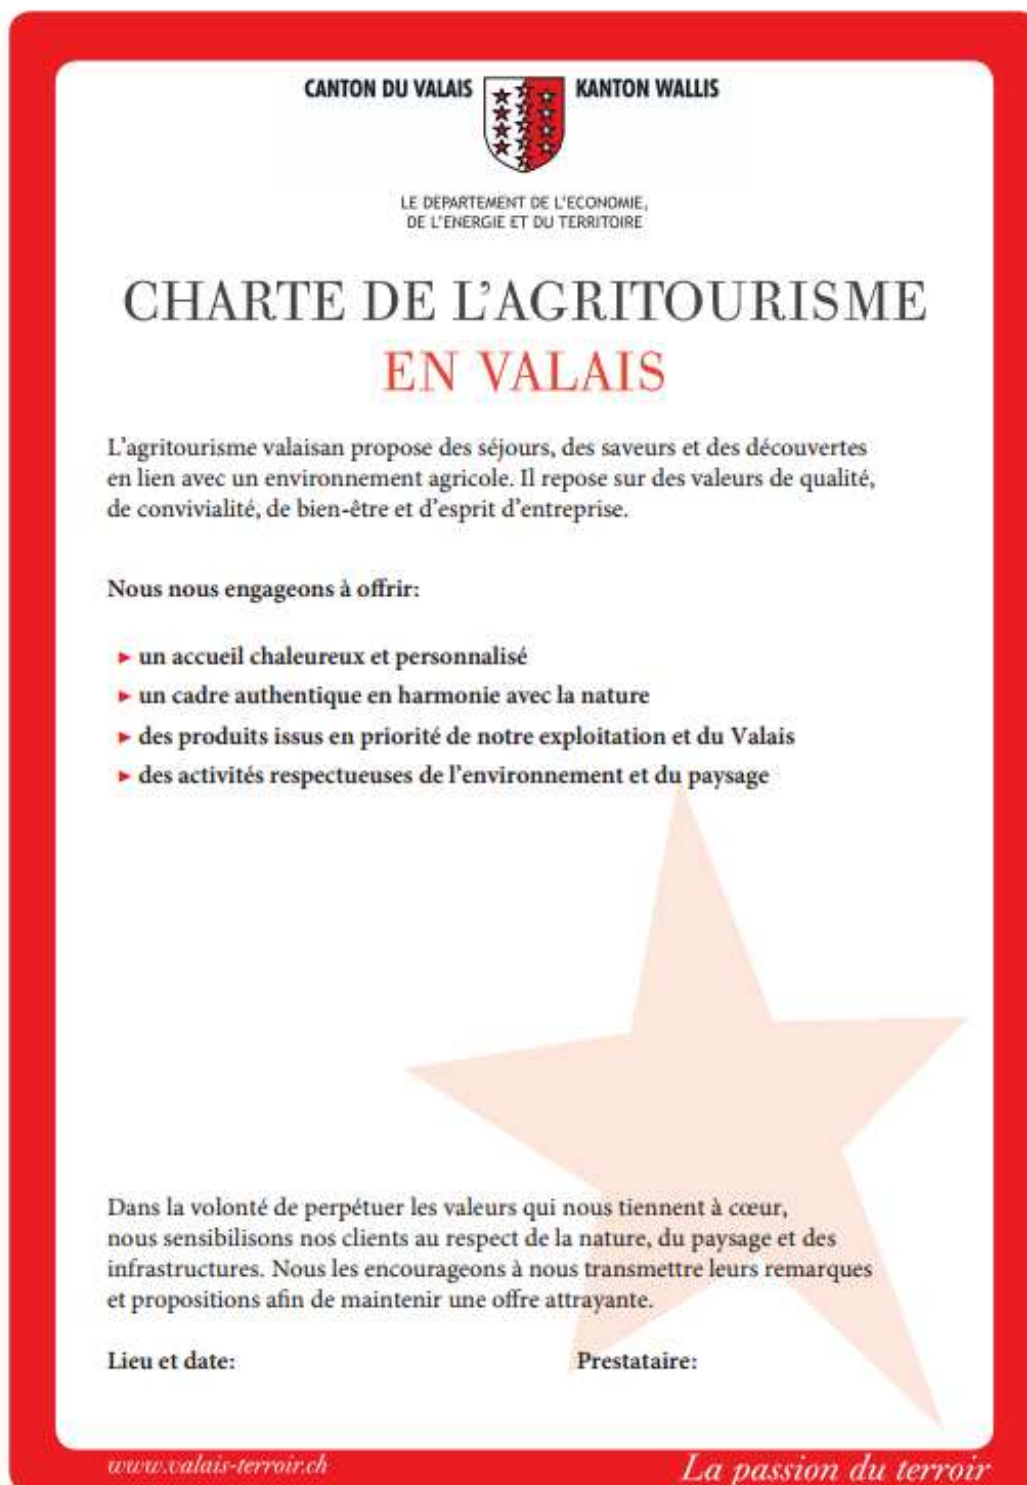 CANTON DU VALAIS KANTON WALLIS
LE DEPARTEMENT DE L'ECONOMIE,
DE L'ENERGIE ET DU TERRITOIRE
CHARTE DE L'AGRITOURISME
EN VALAIS
L'agritourisme valaisan propose des séjours, des saveurs et des découvertes
en lien avec un environnement agricole. Il repose sur des valeurs de qualité,
de convivialité, de bien-être et d'esprit d'entreprise.
Nous nous engageons à offrir:
► un accueil chaleureux et personnalisé
► un cadre authentique en harmonie avec la nature
► des produits issus en priorité de notre exploitation et du Valais
► des activités respectueuses de l'environnement et du paysage
Dans la volonté de perpétuer les valeurs qui nous tiennent à cœur,
nous sensibilisons nos clients au respect de la nature, du paysage et des
infrastructures. Nous les encourageons à nous transmettre leurs remarques
et propositions afin de maintenir une offre attrayante.
Lieu et date: Prestataire:
www.valais-terroir.ch La passion du terroir